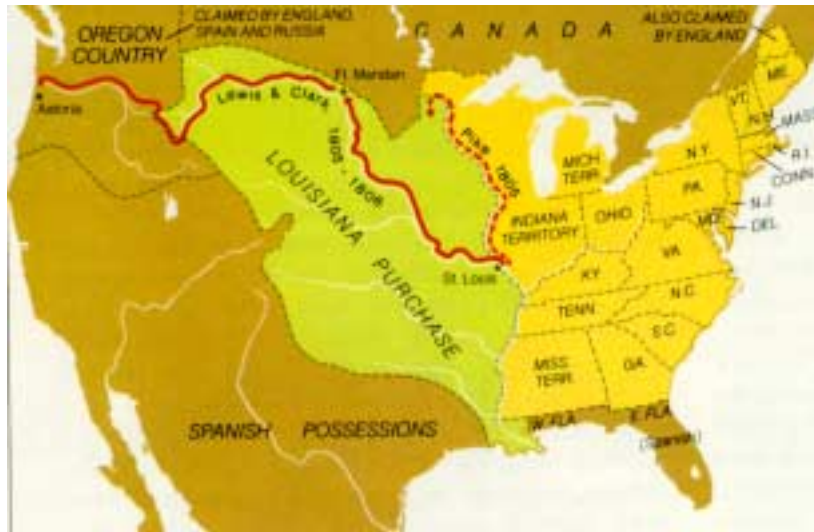 OREGON
COUNTRY
CLAIMED BY ENGLAND,
SPAIN AND RUSSIA
C A N A D A
ALSO CLAIMED
BY ENGLAND
Astoria
Lewis & Clark 1805 - 1806
Ft. Mandan
Pike 1805
LOUISIANA PURCHASE
St. Louis
MICH
TERR.
INDIANA
TERRITORY
OHIO
KY.
TENN.
MISS.
TERR.
GA.
S.C.
N.C.
VA.
MD.
DEL.
N.J.
PA.
N.Y.
CONN.
R.I.
MASS
N.H.
VT.
ME.
W. FLA.
E. FLA.
(Spanish)
SPANISH POSSESSIONS